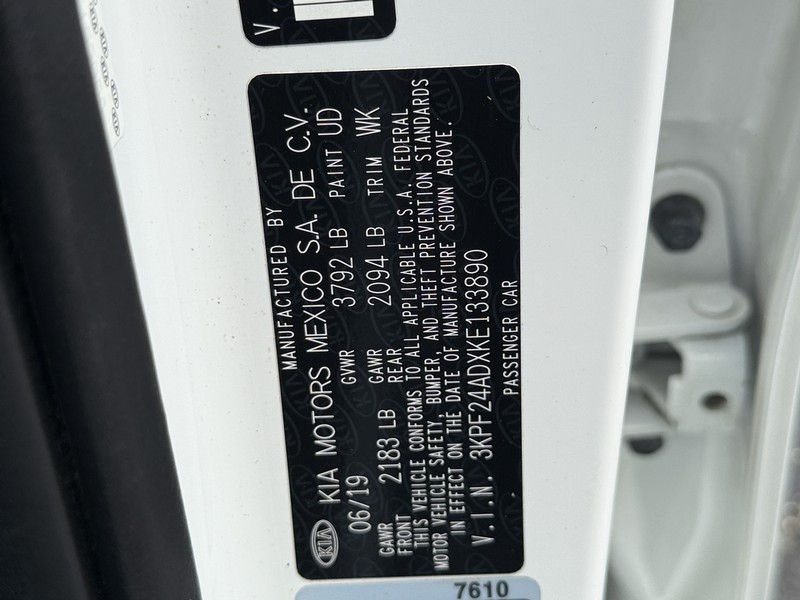 V.
MANUFACTURED BY
KIA KIA MOTORS MEXICO S.A. DE C.V.
06/19 GVWR 3792 LB PAINT UD
GAWR FRONT 2183 LB GAWR REAR 2094 LB TRIM WK
THIS VEHICLE CONFORMS TO ALL APPLICABLE U.S.A. FEDERAL
MOTOR VEHICLE SAFETY, BUMPER, AND THEFT PREVENTION STANDARDS
IN EFFECT ON THE DATE OF MANUFACTURE SHOWN ABOVE.
V.I.N. 3KPF24ADXKE133890
PASSENGER CAR
7610